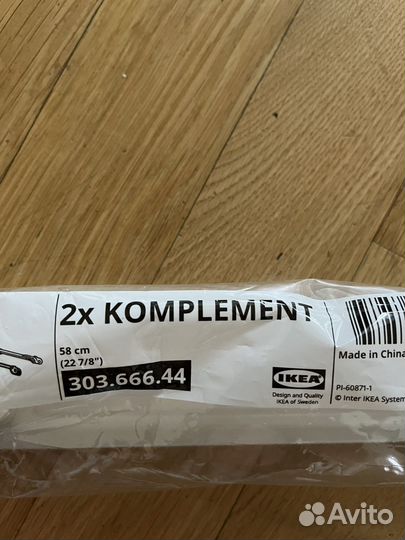 2x KOMPLEMENT
58 cm
(22 7/8")
303.666.44
IKEA
Design and Quality
IKEA of Sweden
Made in China
PI-60871-1
© Inter IKEA System
Avito